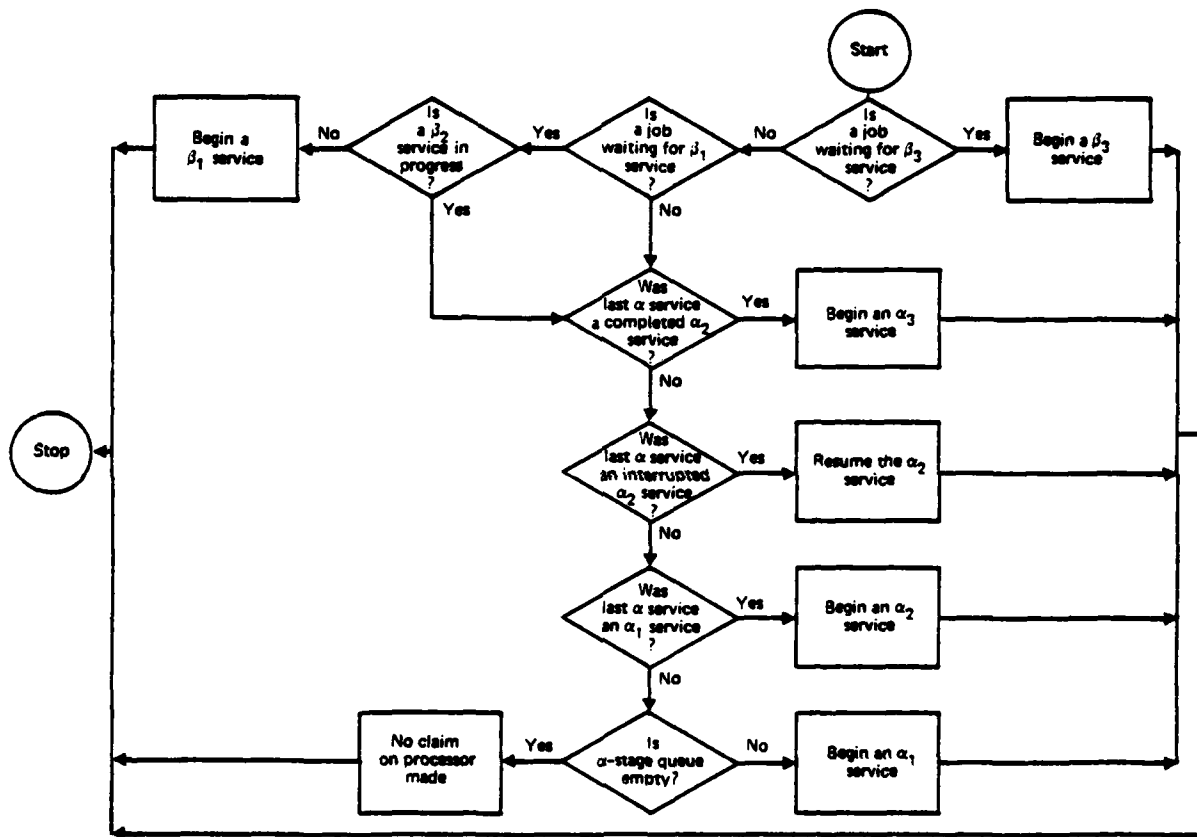 Start
Begin a
β₁ service
No
Is
a β₂
service in
progress
?
Yes
Yes
Is
a job
waiting for β₁
service
?
No
No
Is
a job
waiting for β₃
service
?
Yes
Begin a β₃
service
Was
last α service
a completed α₂
service
?
Yes
Begin an α₃
service
No
Stop
Was
last α service
an interrupted
α₂ service
?
Yes
Resume the α₂
service
No
Was
last α service
an α₁ service
?
Yes
Begin an α₂
service
No
No claim
on processor
made
Yes
Is
α-stage queue
empty?
No
Begin an α₁
service